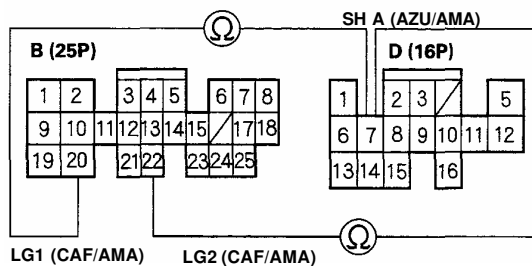 Ω
SH A (AZU/AMA)
B (25P)
D (16P)
1 2 3 4 5 6 7 8
9 10 11 12 13 14 15 17 18
19 20 21 22 23 24 25
1 2 3 5
6 7 8 9 10 11 12
13 14 15 16
Ω
LG1 (CAF/AMA)
LG2 (CAF/AMA)